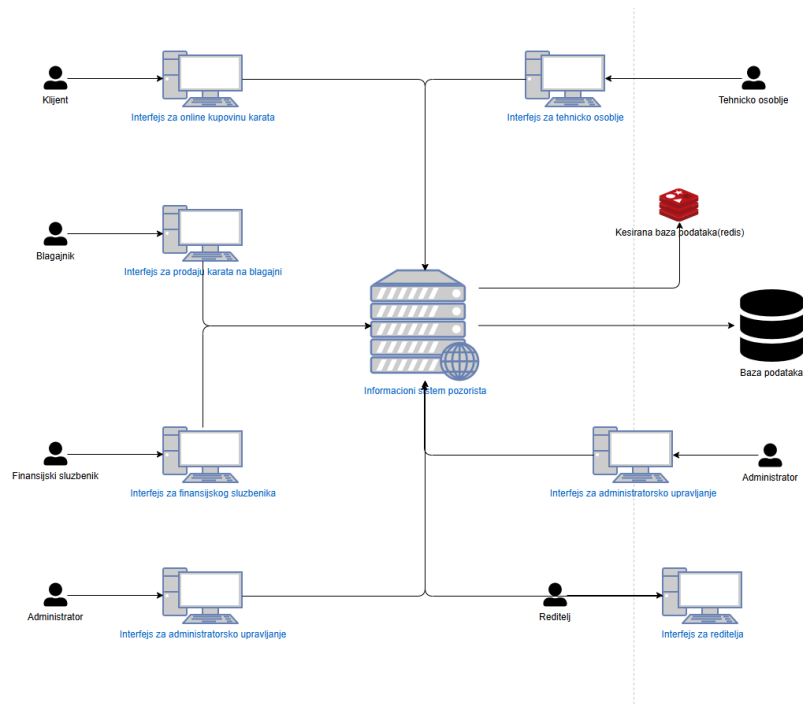 Klijent
Interfejs za online kupovinu karata
Interfejs za tehnicko osoblje
Tehnicko osoblje
Kesirana baza podataka(redis)
Blagajnik
Interfejs za prodaju karata na blagajni
Baza podataka
Informacioni sistem pozorista
Finansijski sluzbenik
Interfejs za finansijskog sluzbenika
Interfejs za administratorsko upravljanje
Administrator
Administrator
Interfejs za administratorsko upravljanje
Reditelj
Interfejs za reditelja